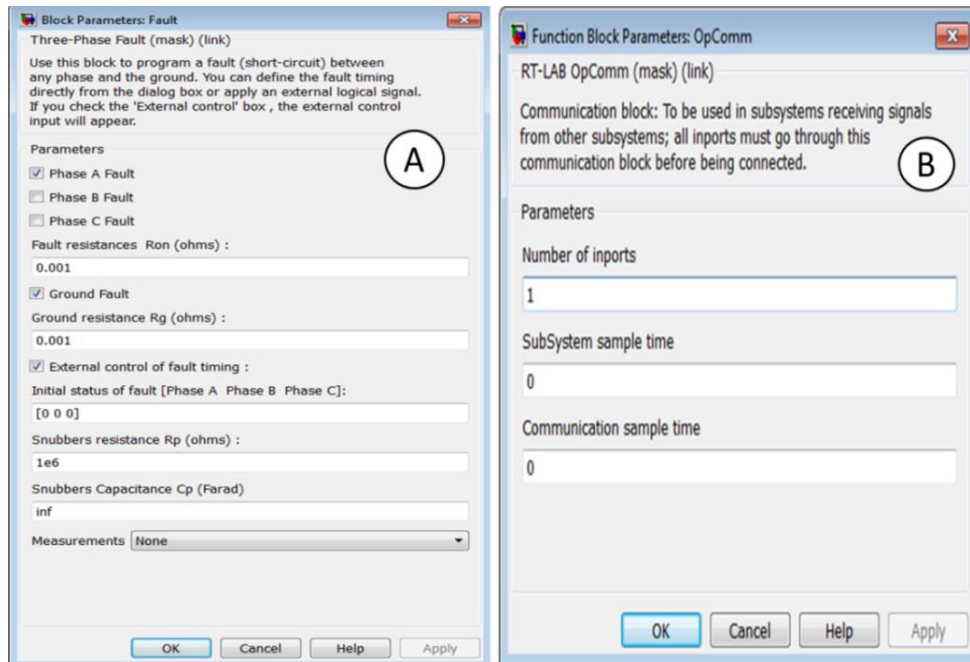 Block Parameters: Fault
Three-Phase Fault (mask) (link)
Use this block to program a fault (short-circuit) between
any phase and the ground. You can define the fault timing
directly from the dialog box or apply an external logical signal.
If you check the 'External control' box , the external control
input will appear.
A
Parameters
Phase A Fault
Phase B Fault
Phase C Fault
Fault resistances Ron (ohms) :
0.001
Ground Fault
Ground resistance Rg (ohms) :
0.001
External control of fault timing :
Initial status of fault [Phase A Phase B Phase C]:
[0 0 0]
Snubbers resistance Rp (ohms) :
1e6
Snubbers Capacitance Cp (Farad)
inf
Measurements None
OK Cancel Help Apply
Function Block Parameters: OpComm
RT-LAB OpComm (mask) (link)
Communication block: To be used in subsystems receiving signals
from other subsystems; all inports must go through this
communication block before being connected.
B
Parameters
Number of inports
1
SubSystem sample time
0
Communication sample time
0
OK Cancel Help Apply